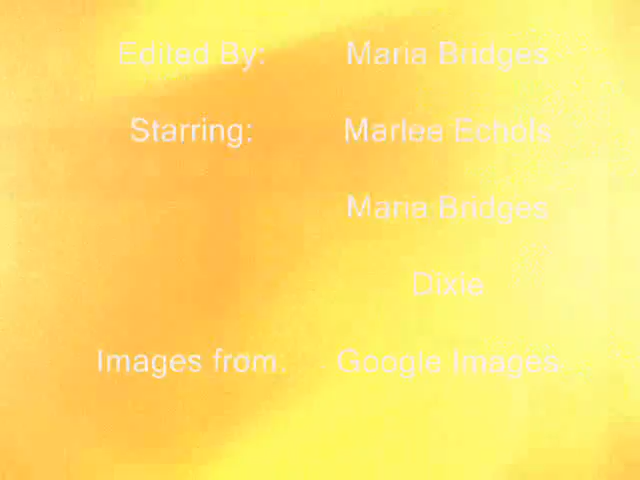 Edited By: Maria Bridges
Starring: Marlee Echols
Maria Bridges
Dixie
Images from: Google Images